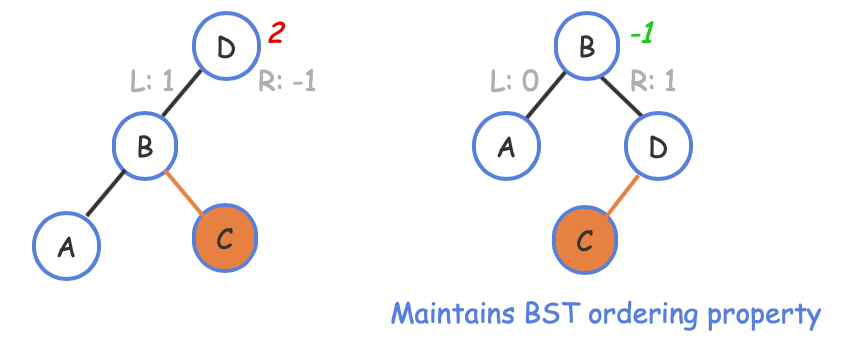 D 2
L: 1 R: -1
B
A
C
B -1
L: 0 R: 1
A
D
C
Maintains BST ordering property